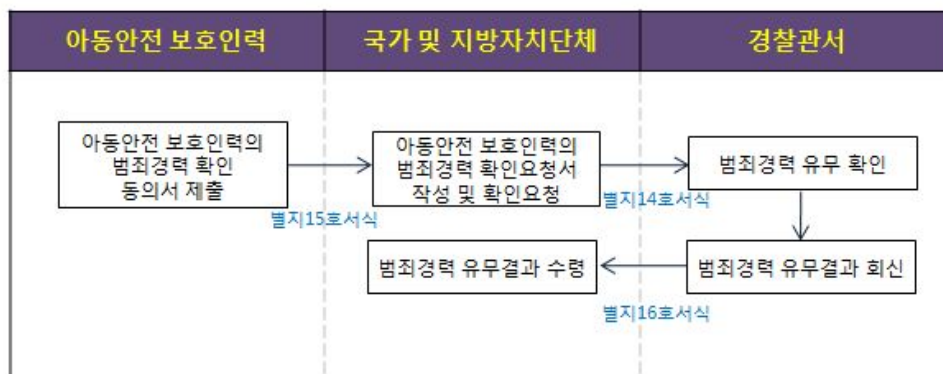 아동안전 보호인력
국가 및 지방자치단체
경찰관서
아동안전 보호인력의
범죄경력 확인
동의서 제출
아동안전 보호인력의
범죄경력 확인요청서
작성 및 확인요청
범죄경력 유무 확인
별지15호서식
별지14호서식
범죄경력 유무결과 수령
범죄경력 유무결과 회신
별지16호서식